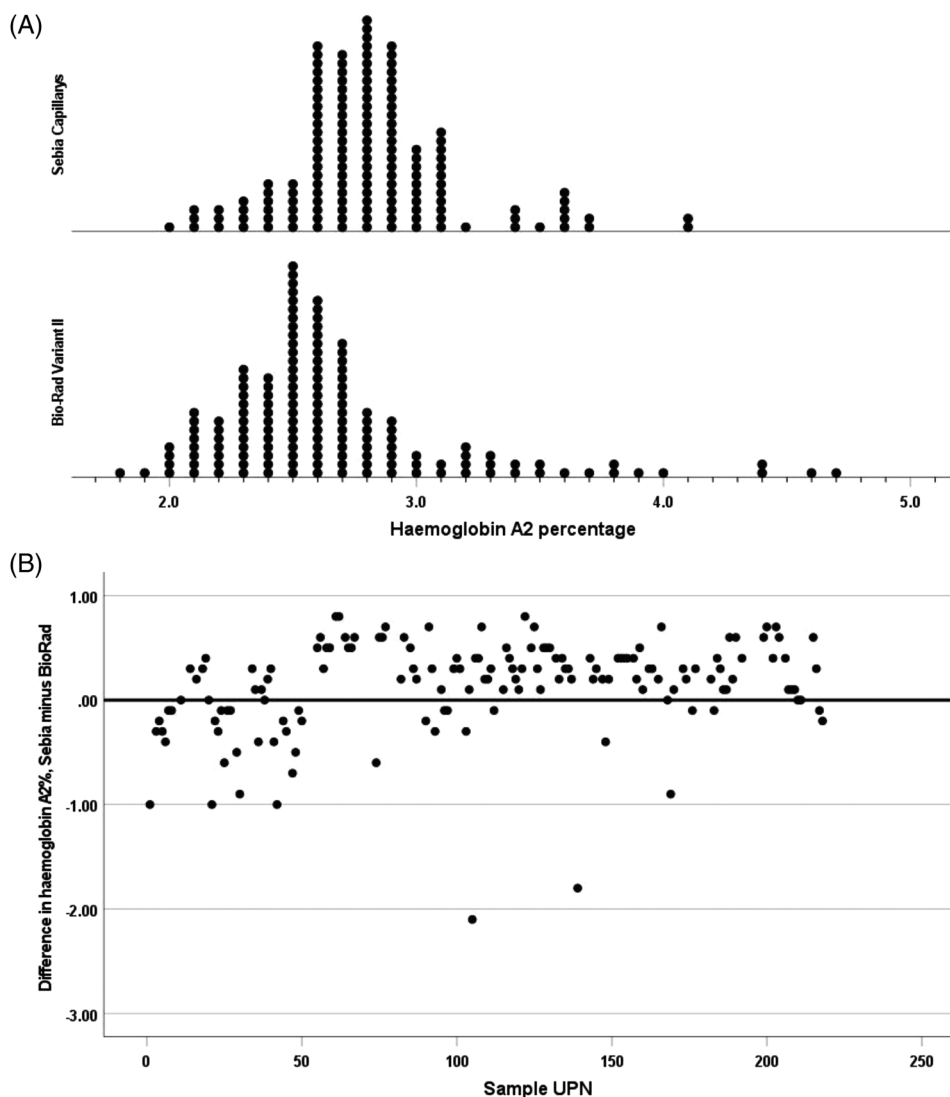 (A)
Sebia Capillarys
Bio-Rad Variant II
2.0 3.0 4.0 5.0
Haemoglobin A2 percentage
(B)
Difference in haemoglobin A2%, Sebia minus BioRad
1.00
.00
-1.00
-2.00
-3.00
0 50 100 150 200 250
Sample UPN